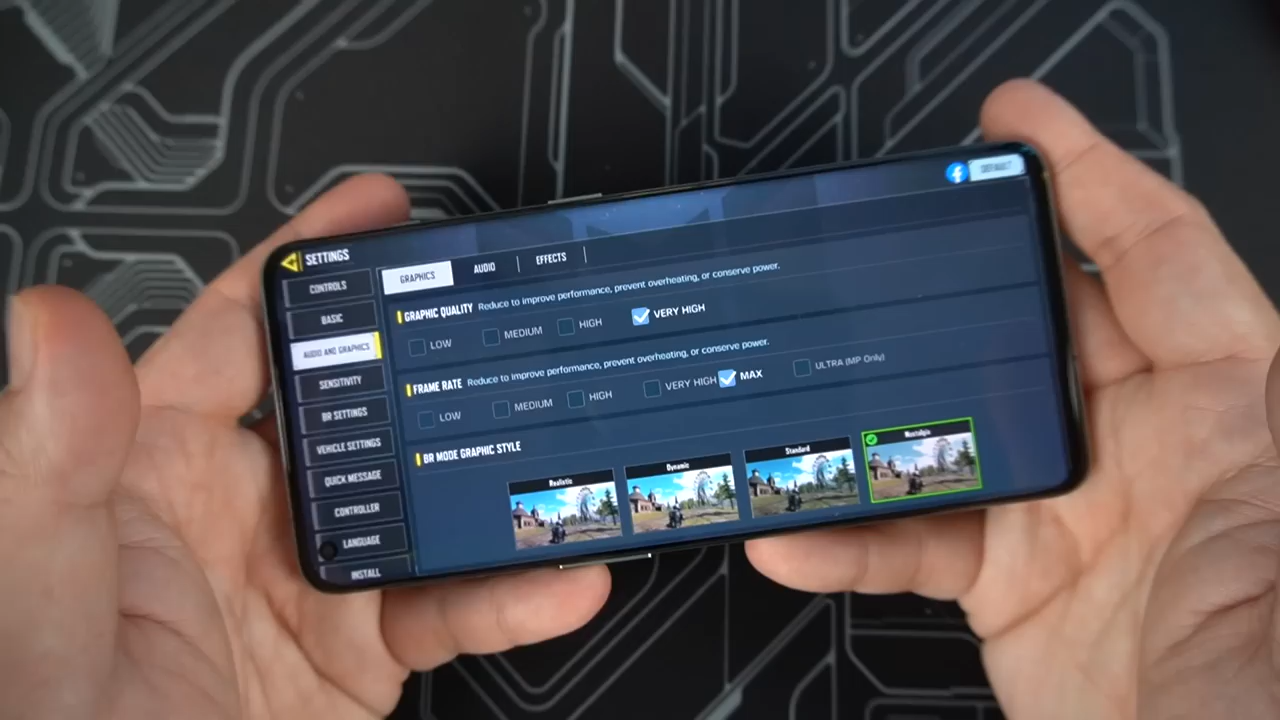 SETTINGS
DEFAULT
CONTROLS
BASIC
AUDIO AND GRAPHICS
SENSITIVITY
BR SETTINGS
VEHICLE SETTINGS
QUICK MESSAGE
CONTROLLER
LANGUAGE
INSTALL
GRAPHICS AUDIO EFFECTS
GRAPHIC QUALITY Reduce to improve performance, prevent overheating, or conserve power.
LOW MEDIUM HIGH VERY HIGH
FRAME RATE Reduce to improve performance, prevent overheating, or conserve power.
LOW MEDIUM HIGH VERY HIGH MAX ULTRA (MP Only)
BR MODE GRAPHIC STYLE
Realistic Dynamic Standard Nostalgia